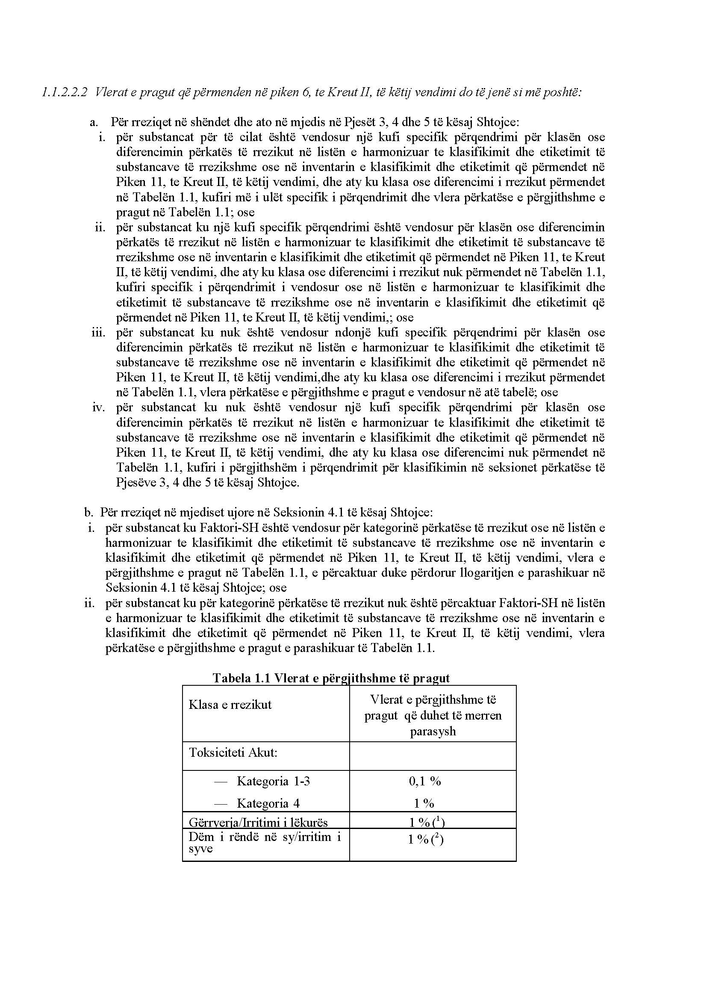 1.1.2.2.2 Vlerat e pragut që përmenden në piken 6, te Kreut II, të këtij vendimi do të jenë si më poshtë:
a. Për rreziqet në shëndet dhe ato në mjedis në Pjesët 3, 4 dhe 5 të kësaj Shtojce:
i. për substancat për të cilat është vendosur një kufi specifik përqendrimi për klasën ose
diferencimin përkatës të rrezikut në listën e harmonizuar te klasifikimit dhe etiketimit të
substancave të rrezikshme ose në inventarin e klasifikimit dhe etiketimit që përmendet në
Piken 11, te Kreut II, të këtij vendimi, dhe aty ku klasa ose diferencimi i rrezikut përmendet
në Tabelën 1.1, kufiri më i ulët specifik i përqendrimit dhe vlera përkatëse e përgjithshme e
pragut në Tabelën 1.1; ose
ii. për substancat ku një kufi specifik përqendrimi është vendosur për klasën ose diferencimin
përkatës të rrezikut në listën e harmonizuar te klasifikimit dhe etiketimit të substancave të
rrezikshme ose në inventarin e klasifikimit dhe etiketimit që përmendet në Piken 11, te Kreut
II, të këtij vendimi, dhe aty ku klasa ose diferencimi i rrezikut nuk përmendet në Tabelën 1.1,
kufiri specifik i përqendrimit i vendosur ose në listën e harmonizuar te klasifikimit dhe
etiketimit të substancave të rrezikshme ose në inventarin e klasifikimit dhe etiketimit që
përmendet në Piken 11, te Kreut II, të këtij vendimi,; ose
iii. për substancat ku nuk është vendosur ndonjë kufi specifik përqendrimi për klasën ose
diferencimin përkatës të rrezikut në listën e harmonizuar te klasifikimit dhe etiketimit të
substancave të rrezikshme ose në inventarin e klasifikimit dhe etiketimit që përmendet në
Piken 11, te Kreut II, të këtij vendimi,dhe aty ku klasa ose diferencimi i rrezikut përmendet
në Tabelën 1.1, vlera përkatëse e përgjithshme e pragut e vendosur në atë tabelë; ose
iv. për substancat ku nuk është vendosur një kufi specifik përqendrimi për klasën ose
diferencimin përkatës të rrezikut në listën e harmonizuar te klasifikimit dhe etiketimit të
substancave të rrezikshme ose në inventarin e klasifikimit dhe etiketimit që përmendet në
Piken 11, te Kreut II, të këtij vendimi, dhe aty ku klasa ose diferencimi nuk përmendet në
Tabelën 1.1, kufiri i përgjithshëm i përqendrimit për klasifikimin në seksionet përkatëse të
Pjesëve 3, 4 dhe 5 të kësaj Shtojce.
b. Për rreziqet në mjediset ujore në Seksionin 4.1 të kësaj Shtojce:
i. për substancat ku Faktori-SH është vendosur për kategorinë përkatëse të rrezikut ose në listën e
harmonizuar te klasifikimit dhe etiketimit të substancave të rrezikshme ose në inventarin e
klasifikimit dhe etiketimit që përmendet në Piken 11, te Kreut II, të këtij vendimi, vlera e
përgjithshme e pragut në Tabelën 1.1, e përcaktuar duke përdorur llogaritjen e parashikuar në
Seksionin 4.1 të kësaj Shtojce; ose
ii. për substancat ku për kategorinë përkatëse të rrezikut nuk është përcaktuar Faktori-SH në listën
e harmonizuar te klasifikimit dhe etiketimit të substancave të rrezikshme ose në inventarin e
klasifikimit dhe etiketimit që përmendet në Piken 11, te Kreut II, të këtij vendimi, vlera
përkatëse e përgjithshme e pragut e parashikuar të Tabelën 1.1.
Tabela 1.1 Vlerat e përgjithshme të pragut
Klasa e rrezikut
Vlerat e përgjithshme të
pragut që duhet të merren
parasysh
Toksiciteti Akut:
— Kategoria 1-3 0,1 %
— Kategoria 4 1 %
Gërryerja/Irritimi i lëkurës 1 % (¹)
Dëm i rëndë në sy/irritim i 1 % (²)
syve